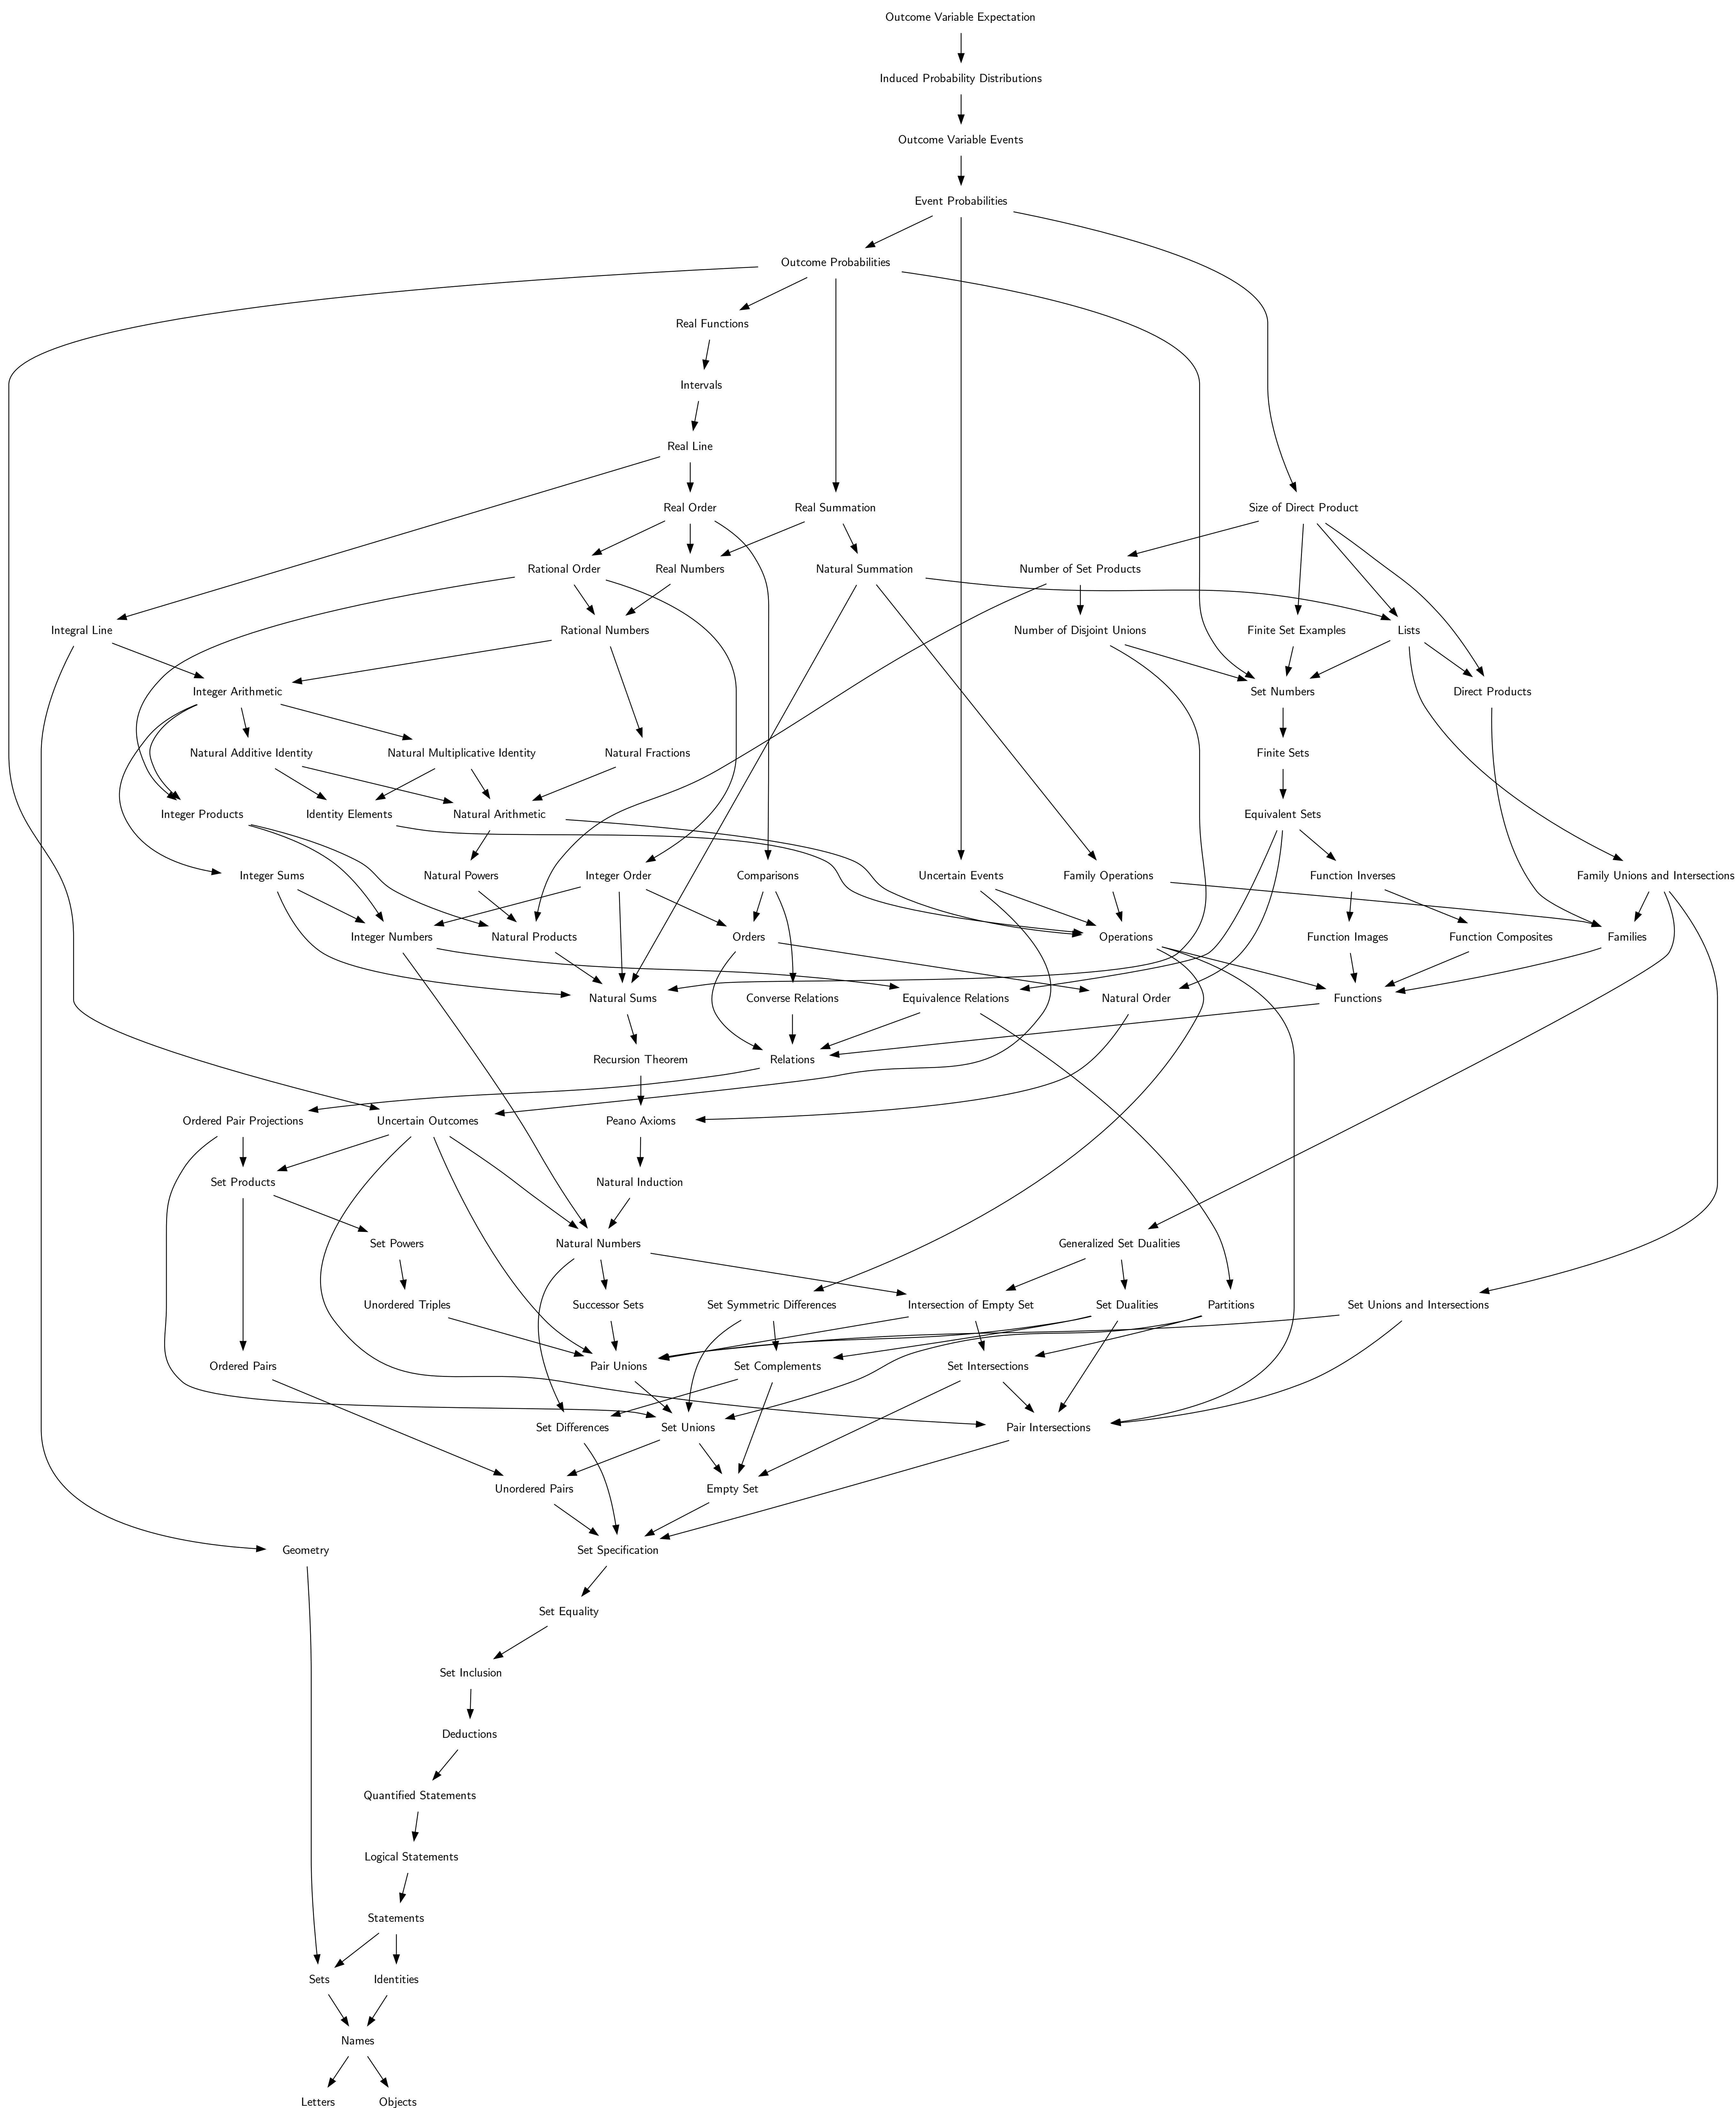 Outcome Variable Expectation
Induced Probability Distributions
Outcome Variable Events
Event Probabilities
Outcome Probabilities
Real Functions
Intervals
Real Line
Real Order
Real Summation
Size of Direct Product
Rational Order
Real Numbers
Natural Summation
Number of Set Products
Integral Line
Rational Numbers
Number of Disjoint Unions
Finite Set Examples
Lists
Integer Arithmetic
Set Numbers
Direct Products
Natural Additive Identity
Natural Multiplicative Identity
Natural Fractions
Finite Sets
Integer Products
Identity Elements
Natural Arithmetic
Equivalent Sets
Integer Sums
Natural Powers
Integer Order
Comparisons
Uncertain Events
Family Operations
Function Inverses
Family Unions and Intersections
Integer Numbers
Natural Products
Orders
Operations
Function Images
Function Composites
Families
Natural Sums
Converse Relations
Equivalence Relations
Natural Order
Functions
Recursion Theorem
Relations
Ordered Pair Projections
Uncertain Outcomes
Peano Axioms
Set Products
Natural Induction
Set Powers
Natural Numbers
Generalized Set Dualities
Unordered Triples
Successor Sets
Set Symmetric Differences
Intersection of Empty Set
Set Dualities
Partitions
Set Unions and Intersections
Ordered Pairs
Pair Unions
Set Complements
Set Intersections
Set Differences
Set Unions
Pair Intersections
Unordered Pairs
Empty Set
Geometry
Set Specification
Set Equality
Set Inclusion
Deductions
Quantified Statements
Logical Statements
Statements
Sets
Identities
Names
Letters
Objects